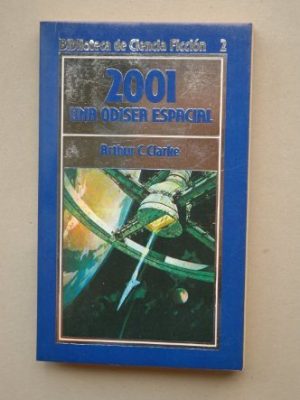 Biblioteca de Ciencia Ficción 2
2001
UNA ODISEA ESPACIAL
Arthur C. Clarke